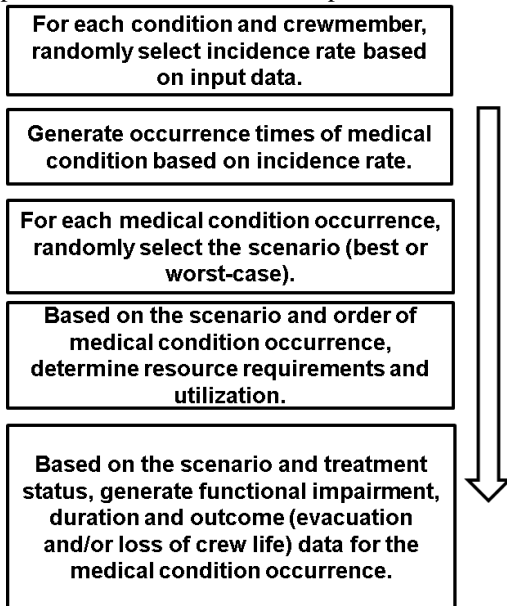 For each condition and crewmember,
randomly select incidence rate based
on input data.
Generate occurrence times of medical
condition based on incidence rate.
For each medical condition occurrence,
randomly select the scenario (best or
worst-case).
Based on the scenario and order of
medical condition occurrence,
determine resource requirements and
utilization.
Based on the scenario and treatment
status, generate functional impairment,
duration and outcome (evacuation
and/or loss of crew life) data for the
medical condition occurrence.